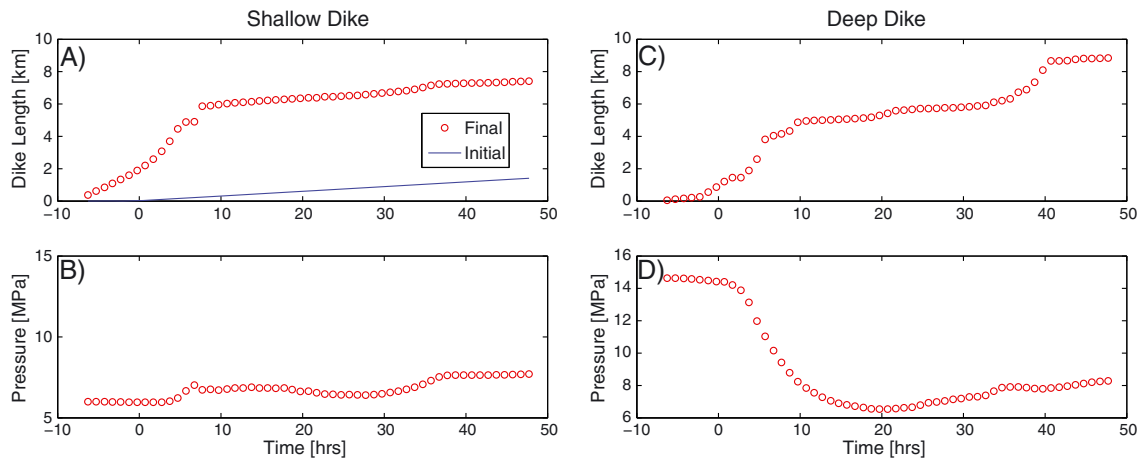 Shallow Dike
Deep Dike
A)
10
8
6
4
2
0
Dike Length [km]
Final
Initial
−10 0 10 20 30 40 50
C)
10
8
6
4
2
0
Dike Length [km]
−10 0 10 20 30 40 50
B)
15
10
5
Pressure [MPa]
−10 0 10 20 30 40 50
Time [hrs]
D)
16
14
12
10
8
6
Pressure [MPa]
−10 0 10 20 30 40 50
Time [hrs]